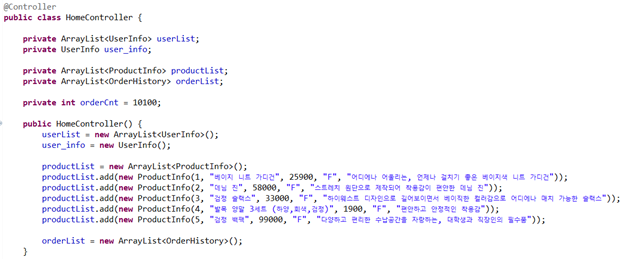 @Controller
public class HomeController {
private ArrayList<UserInfo> userList;
private UserInfo user_info;
private ArrayList<ProductInfo> productList;
private ArrayList<OrderHistory> orderList;
private int orderCnt = 10100;
public HomeController() {
userList = new ArrayList<UserInfo>();
user_info = new UserInfo();
productList = new ArrayList<ProductInfo>();
productList.add(new ProductInfo(1, "베이지 니트 가디건", 25900, "F", "어디에나 어울리는, 언제나 걸치기 좋은 베이지색 니트 가디건"));
productList.add(new ProductInfo(2, "데님 진", 58000, "F", "스트레치 원단으로 제작되어 착용감이 편안한 데님 진"));
productList.add(new ProductInfo(3, "검정 슬랙스", 33000, "F", "하이웨스트 디자인으로 길어보이면서 베이직한 컬러감으로 어디에나 매치 가능한 슬랙스"));
productList.add(new ProductInfo(4, "발목 양말 3세트 (하양,회색,검정)", 1900, "F", "편안하고 안정적인 착용감"));
productList.add(new ProductInfo(5, "검정 백팩", 99000, "F", "다양하고 편리한 수납공간을 자랑하는, 대학생과 직장인의 필수품"));
orderList = new ArrayList<OrderHistory>();
}